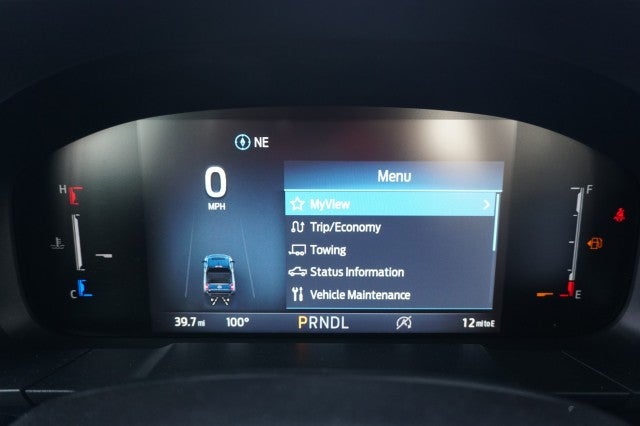 NE
0
MPH
Menu
MyView
Trip/Economy
Towing
Status Information
Vehicle Maintenance
H
C
F
E
39.7 mi 100° PRNDL 12 mi to E